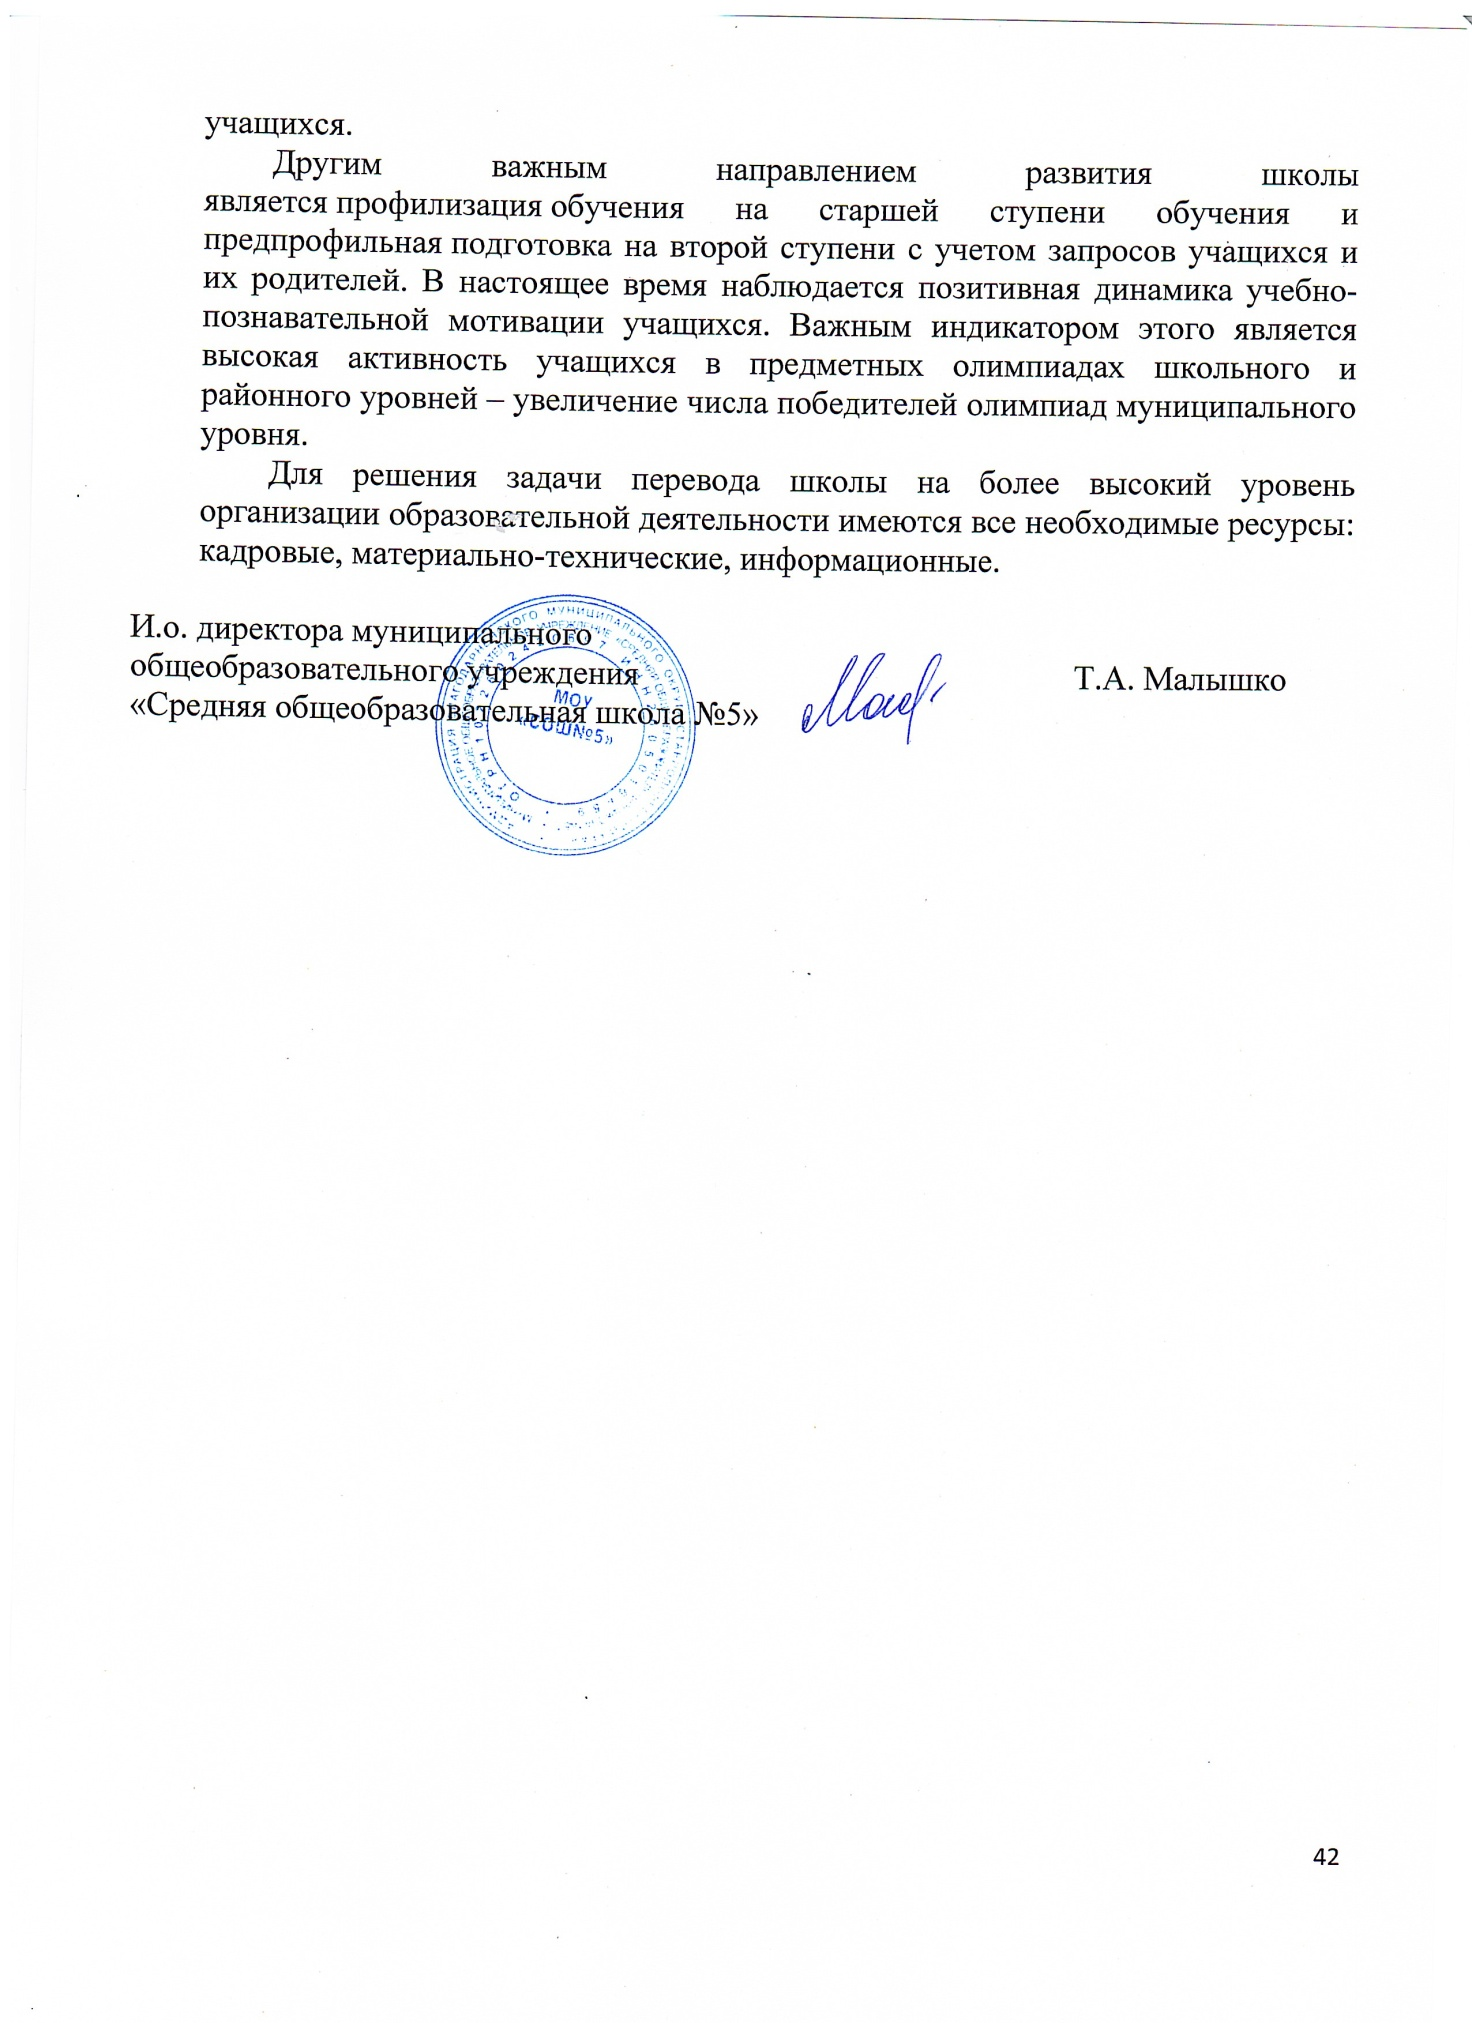 учащихся.
Другим важным направлением развития школы
является профилизация обучения на старшей ступени обучения и
предпрофильная подготовка на второй ступени с учетом запросов учащихся и
их родителей. В настоящее время наблюдается позитивная динамика учебно-
познавательной мотивации учащихся. Важным индикатором этого является
высокая активность учащихся в предметных олимпиадах школьного и
районного уровней – увеличение числа победителей олимпиад муниципального
уровня.
Для решения задачи перевода школы на более высокий уровень
организации образовательной деятельности имеются все необходимые ресурсы:
кадровые, материально-технические, информационные.
И.о. директора муниципального
общеобразовательного учреждения
«Средняя общеобразовательная школа №5»
Т.А. Малышко
МОУ
«СОШ№5»
МУНИЦИПАЛЬНОГО
42